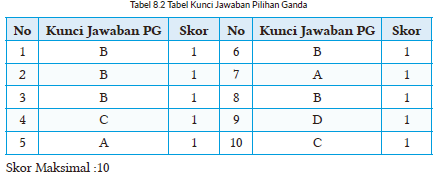 Tabel 8.2 Tabel Kunci Jawaban Pilihan Ganda
No Kunci Jawaban PG Skor No Kunci Jawaban PG Skor
1 B 1 6 B 1
2 B 1 7 A 1
3 B 1 8 B 1
4 C 1 9 D 1
5 A 1 10 C 1
Skor Maksimal :10